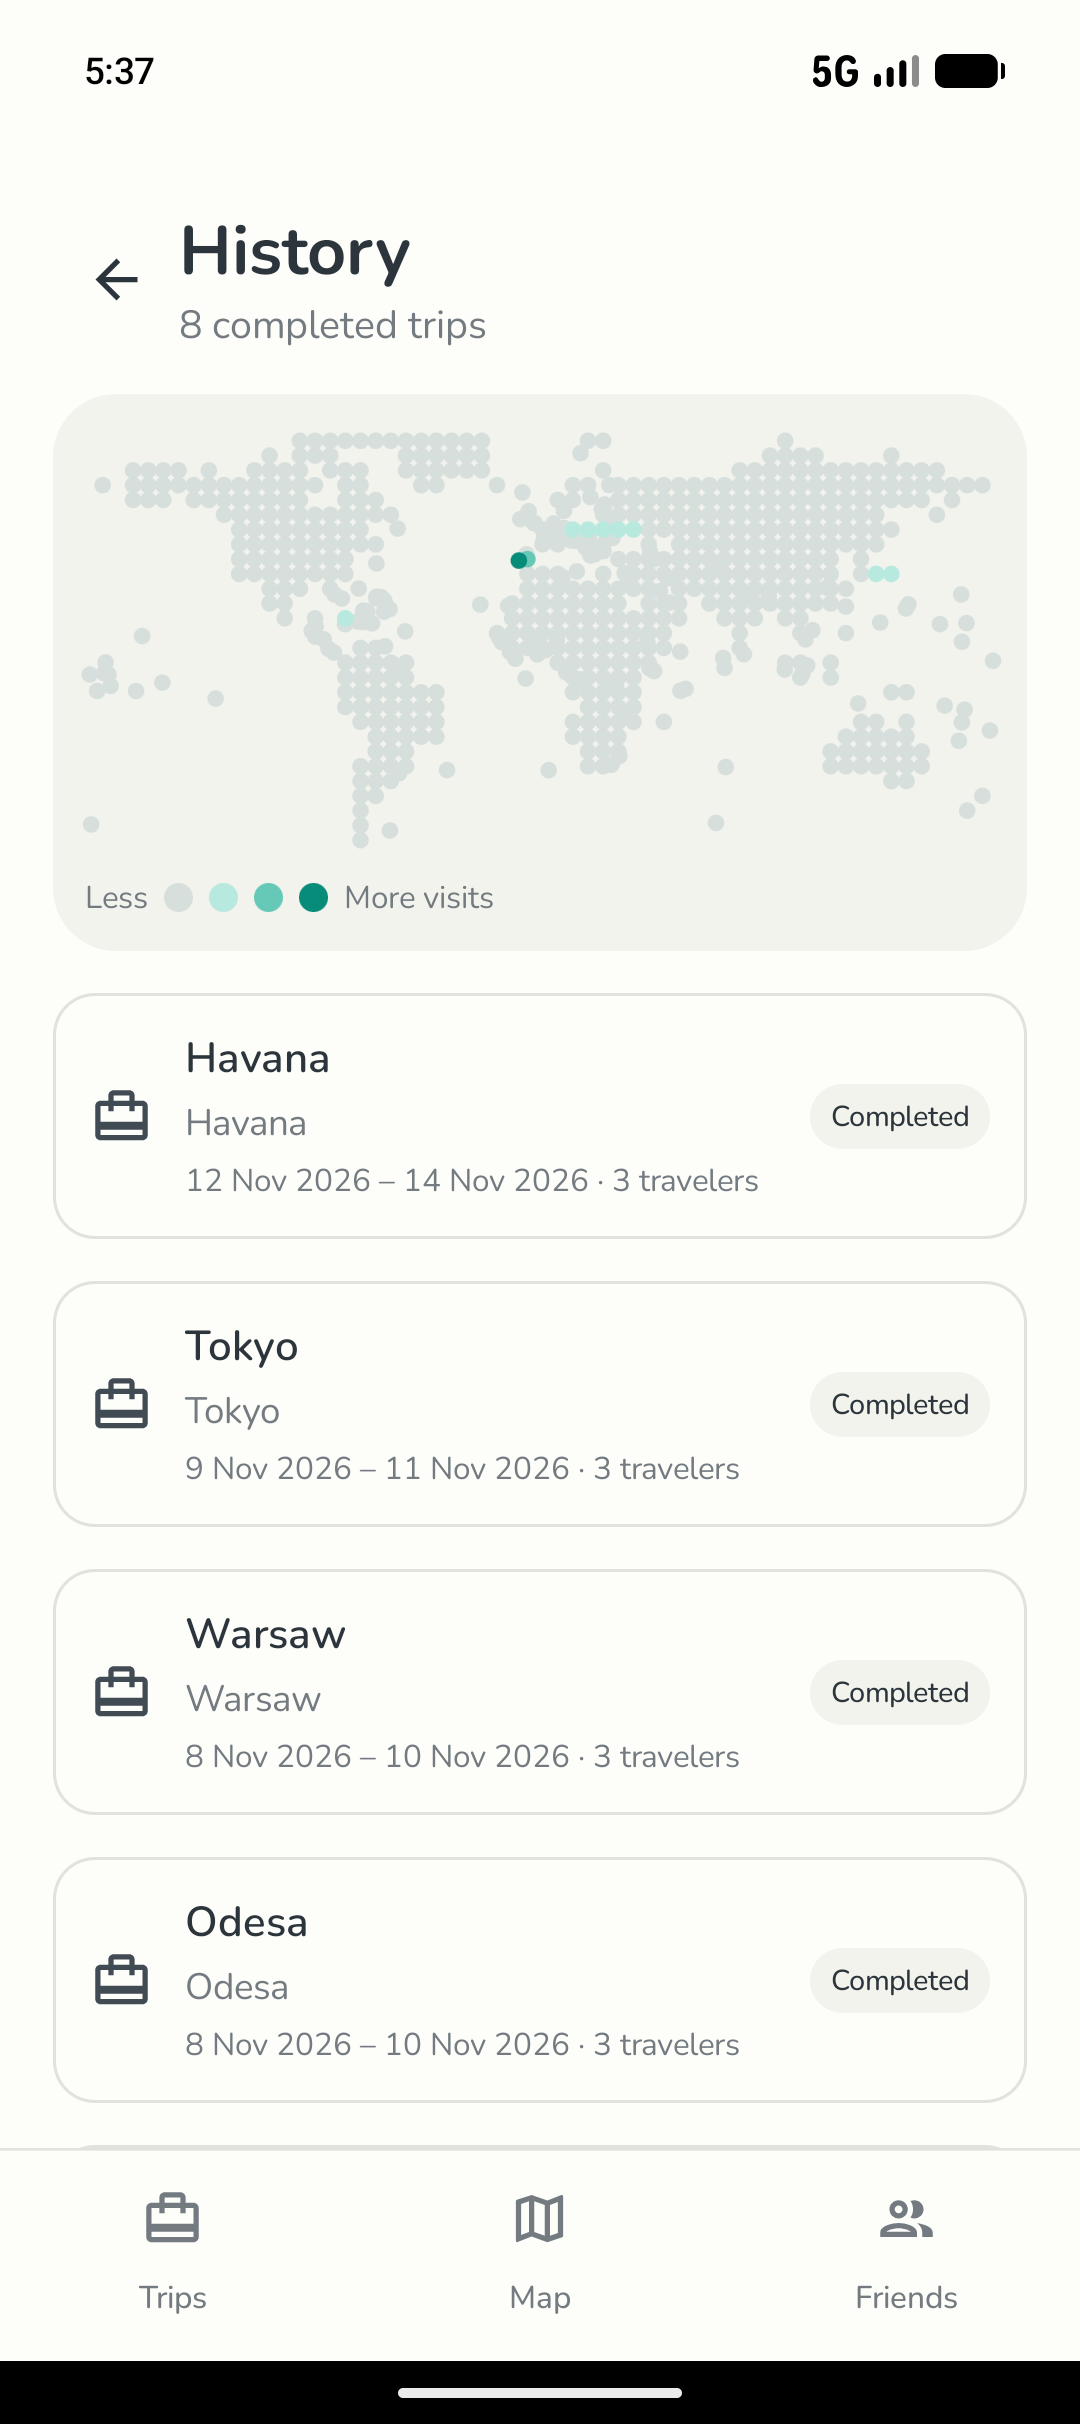 5:37
5G
History
8 completed trips
Less
More visits
Havana
Havana
12 Nov 2026 – 14 Nov 2026 · 3 travelers
Completed
Tokyo
Tokyo
9 Nov 2026 – 11 Nov 2026 · 3 travelers
Completed
Warsaw
Warsaw
8 Nov 2026 – 10 Nov 2026 · 3 travelers
Completed
Odesa
Odesa
8 Nov 2026 – 10 Nov 2026 · 3 travelers
Completed
Trips
Map
Friends